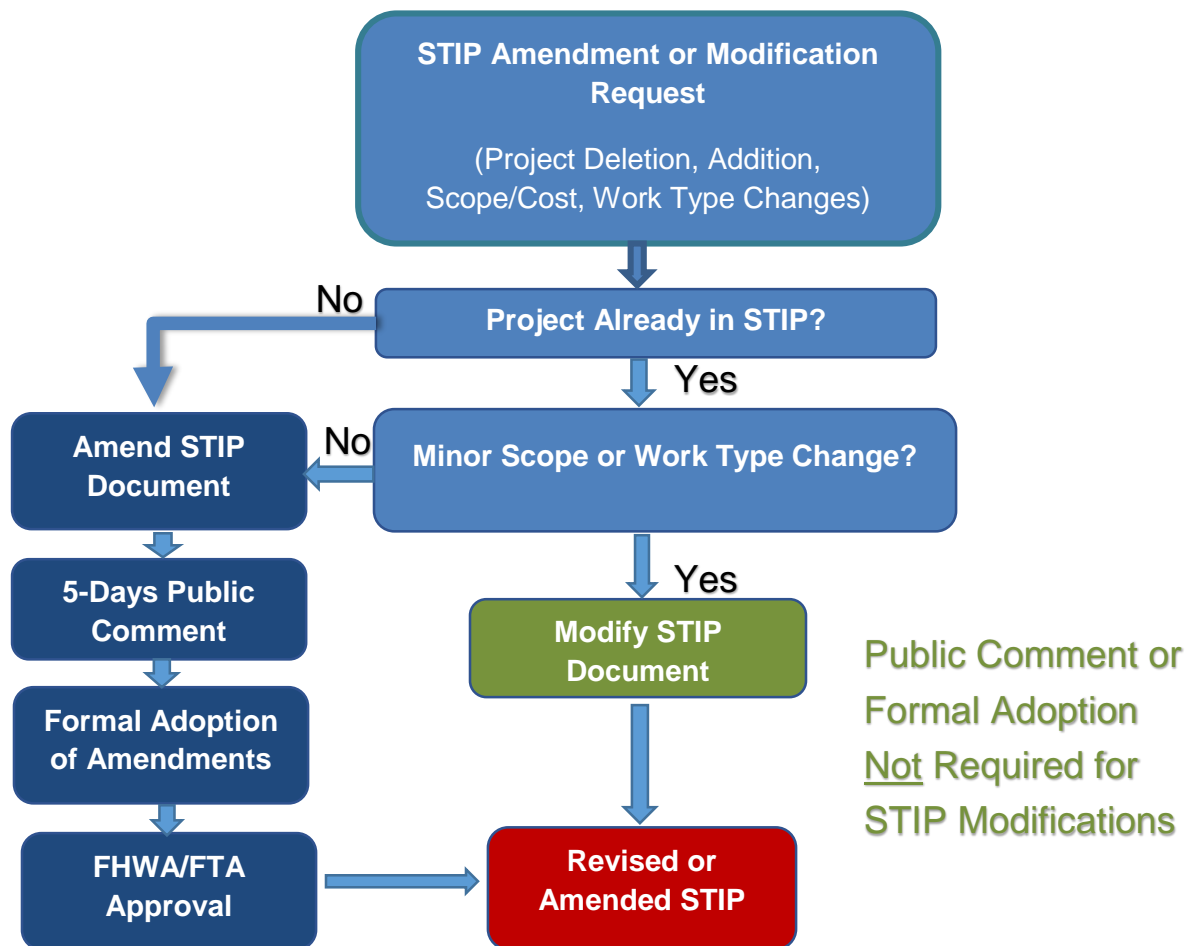 STIP Amendment or Modification
Request
(Project Deletion, Addition,
Scope/Cost, Work Type Changes)
No
Project Already in STIP?
Yes
Amend STIP
Document
No
Minor Scope or Work Type Change?
5-Days Public
Comment
Yes
Modify STIP
Document
Public Comment or
Formal Adoption
Not Required for
STIP Modifications
Formal Adoption
of Amendments
FHWA/FTA
Approval
Revised or
Amended STIP